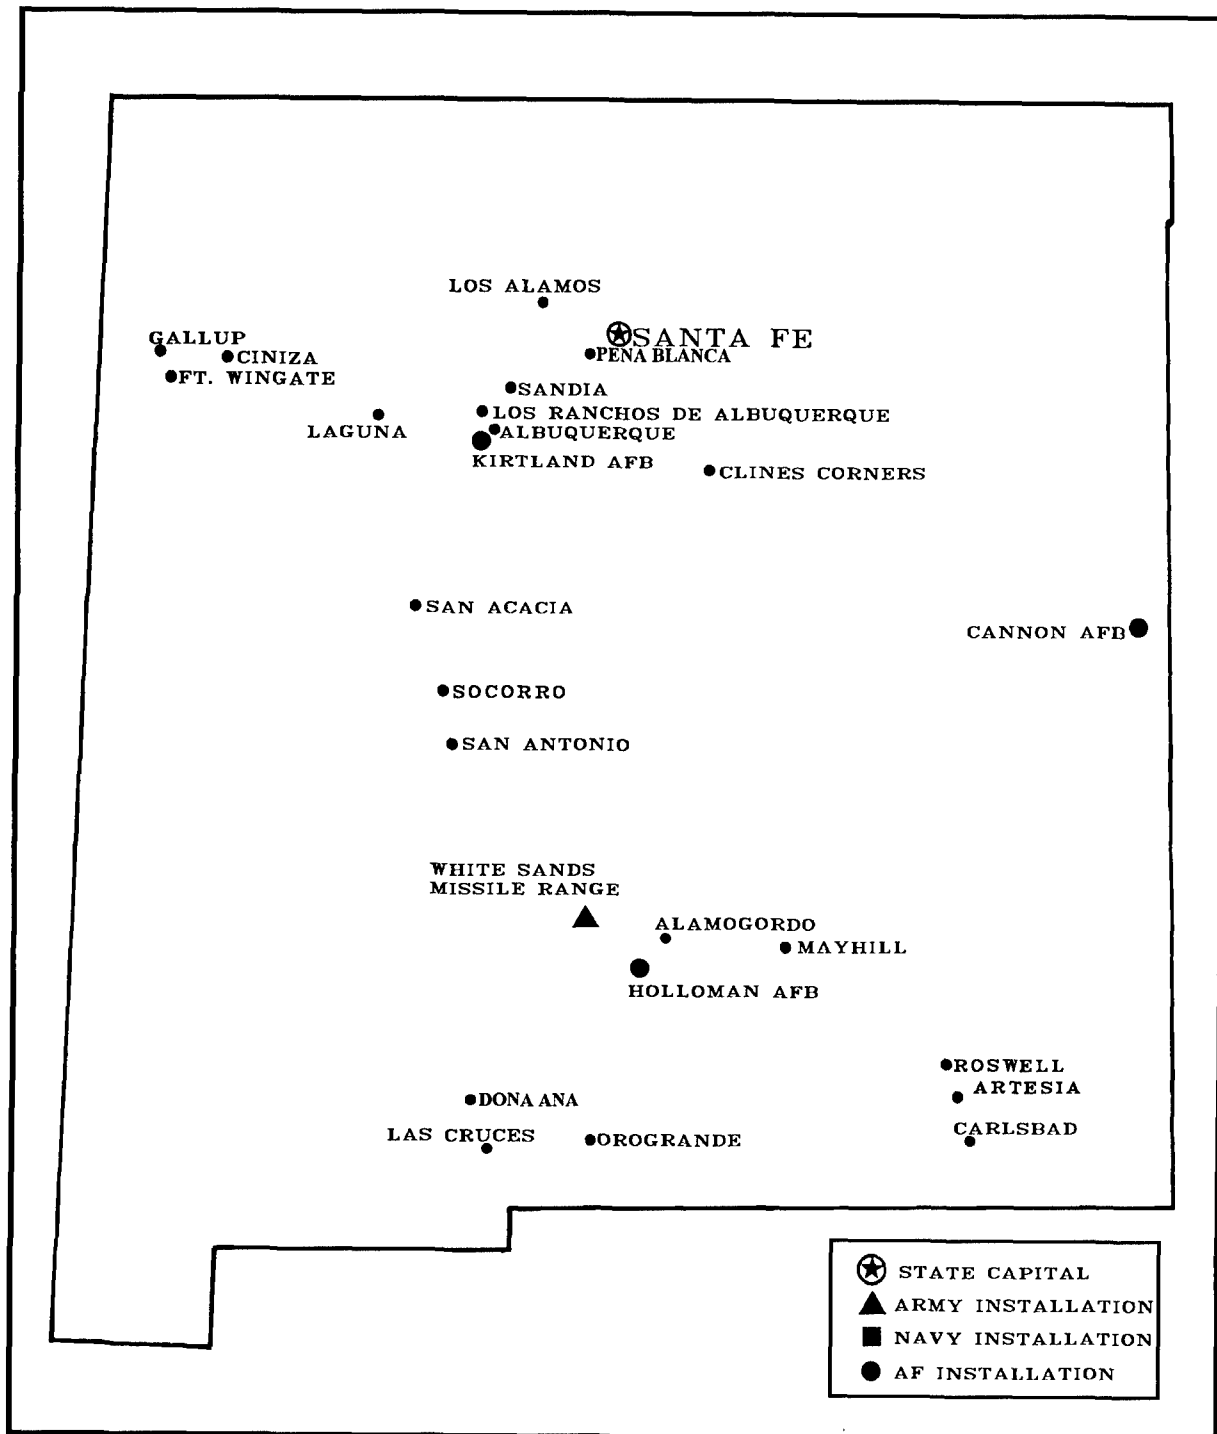 LOS ALAMOS
SANTA FE
GALLUP
CINIZA
PENA BLANCA
FT. WINGATE
SANDIA
LOS RANCHOS DE ALBUQUERQUE
LAGUNA
ALBUQUERQUE
KIRTLAND AFB
CLINES CORNERS
SAN ACACIA
CANNON AFB
SOCORRO
SAN ANTONIO
WHITE SANDS
MISSILE RANGE
ALAMOGORDO
MAYHILL
HOLLOMAN AFB
ROSWELL
ARTESIA
DONA ANA
CARLSBAD
LAS CRUCES
OROGRANDE
STATE CAPITAL
ARMY INSTALLATION
NAVY INSTALLATION
AF INSTALLATION